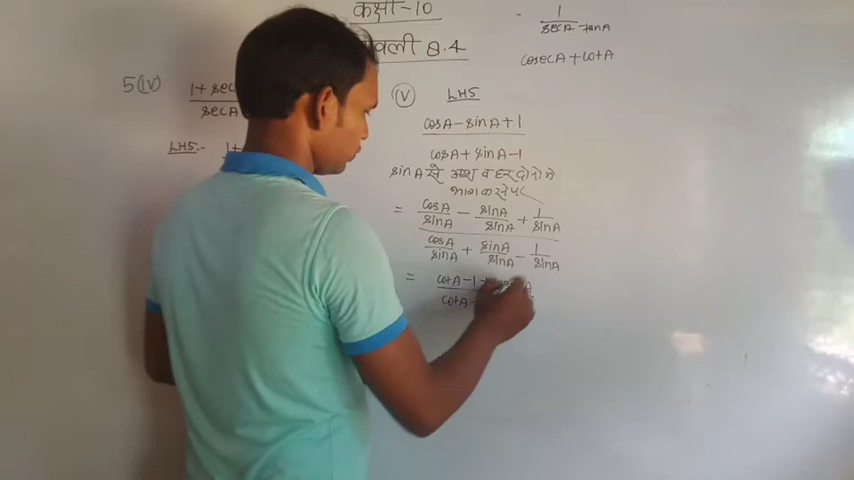 कक्षा-10
वली 8.4
1 / secA-tanA
cosecA+cotA
5(iv) 1+ sec / secA
LHS:- 1+
(v) LHS
cosA-sinA+1 / cosA+sinA-1
sinA से अंश व हर दोनो मे
भाग करने पर
= cosA/sinA - sinA/sinA + 1/sinA
cosA/sinA + sinA/sinA - 1/sinA
= cotA-1+
cotA